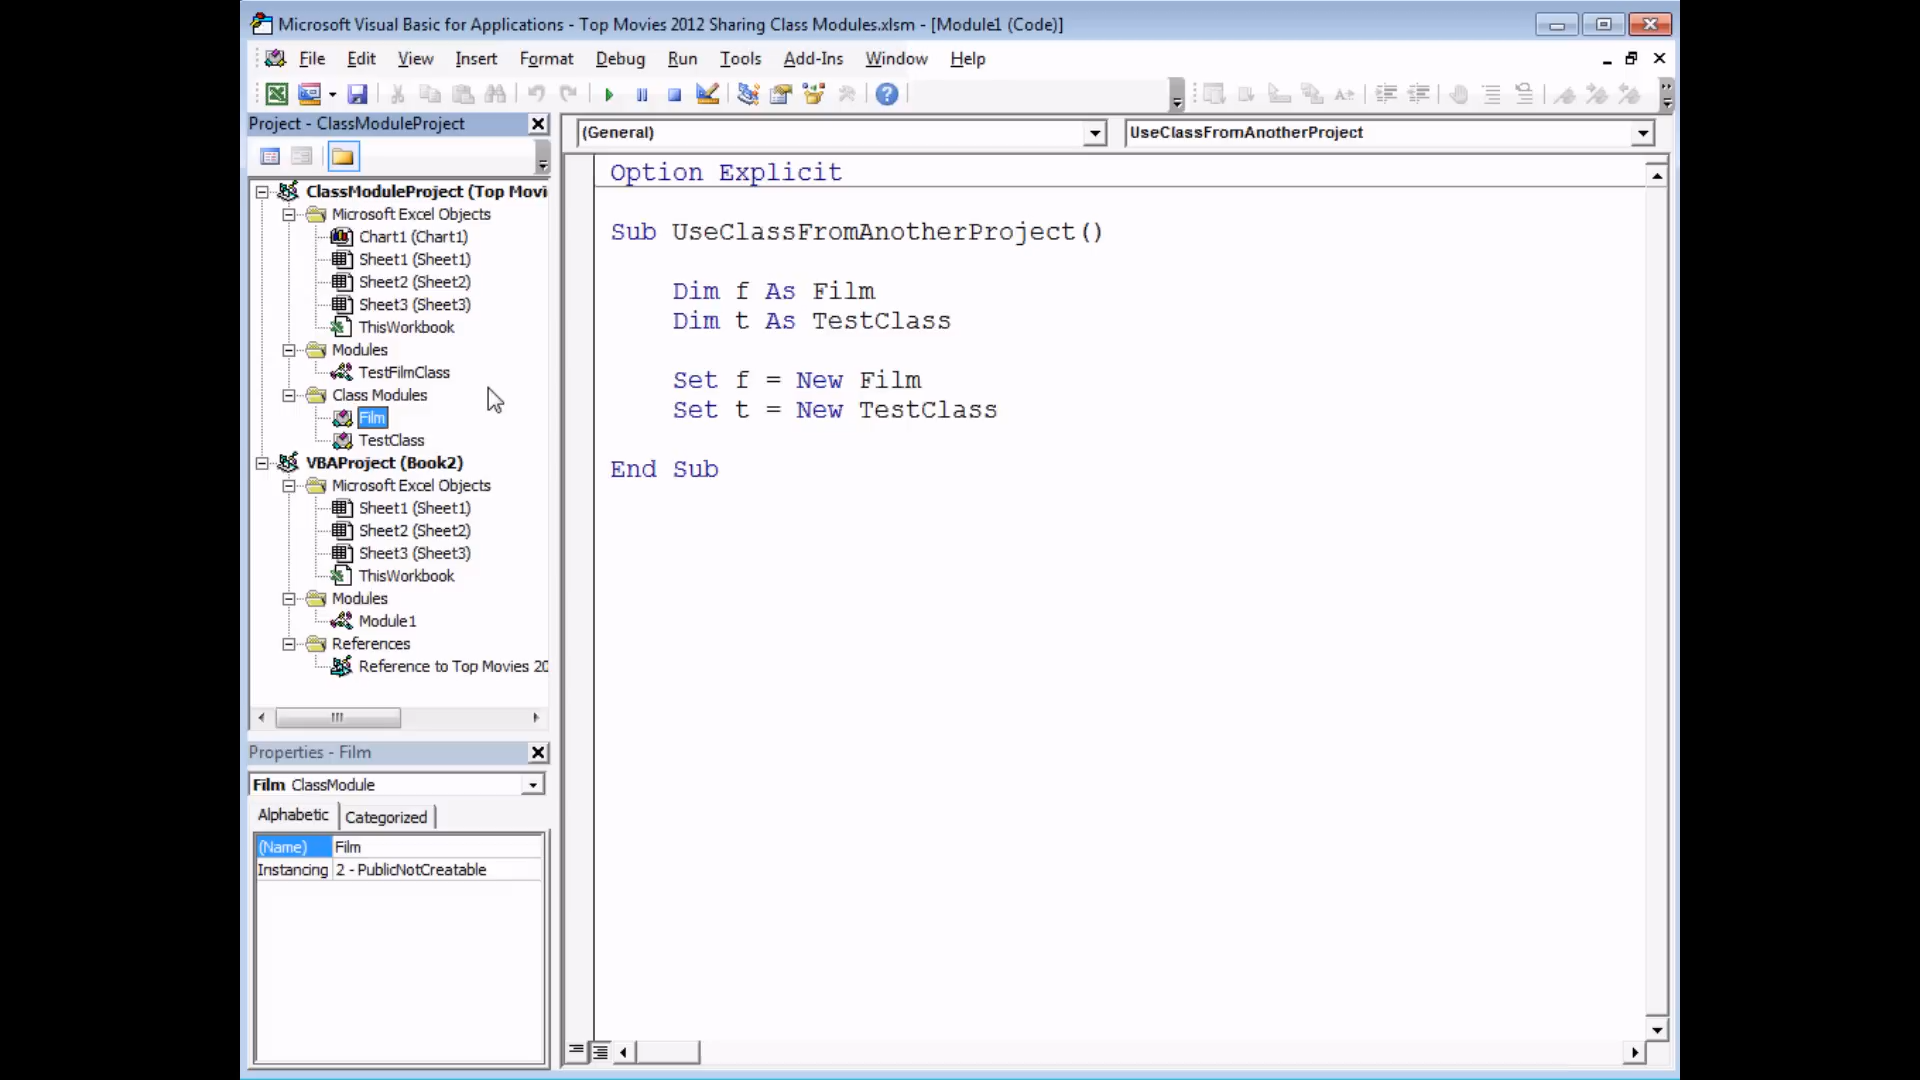 Microsoft Visual Basic for Applications - Top Movies 2012 Sharing Class Modules.xlsm - [Module1 (Code)]
File Edit View Insert Format Debug Run Tools Add-Ins Window Help
Project - ClassModuleProject
(General)
UseClassFromAnotherProject
ClassModuleProject (Top Movi
Microsoft Excel Objects
Chart1 (Chart1)
Sheet1 (Sheet1)
Sheet2 (Sheet2)
Sheet3 (Sheet3)
ThisWorkbook
Modules
TestFilmClass
Class Modules
Film
TestClass
VBAProject (Book2)
Microsoft Excel Objects
Sheet1 (Sheet1)
Sheet2 (Sheet2)
Sheet3 (Sheet3)
ThisWorkbook
Modules
Module1
References
Reference to Top Movies 20
Properties - Film
Film ClassModule
Alphabetic Categorized
(Name) Film
Instancing 2 - PublicNotCreatable
Option Explicit
Sub UseClassFromAnotherProject()
Dim f As Film
Dim t As TestClass
Set f = New Film
Set t = New TestClass
End Sub